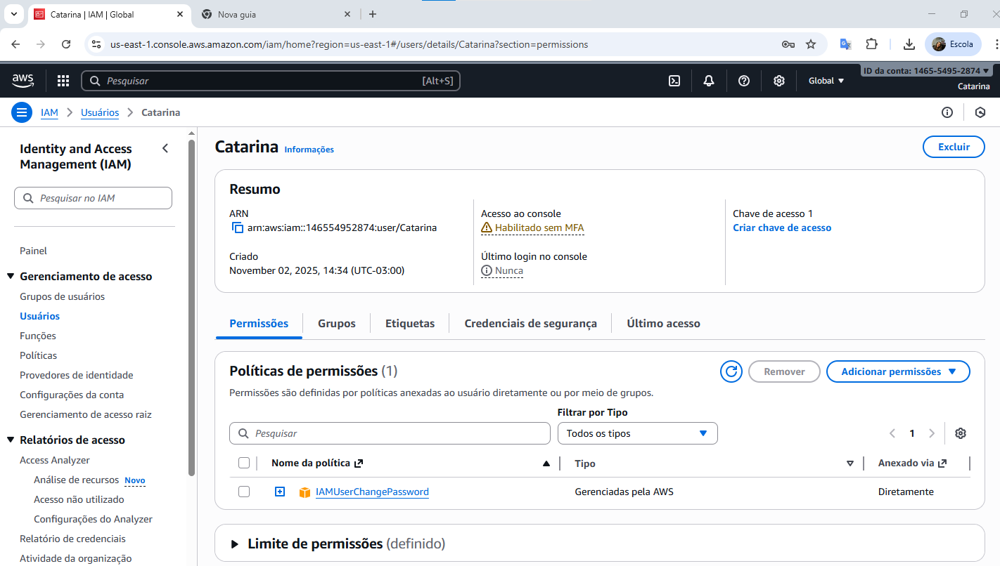 Catarina | IAM | Global
Nova guia
us-east-1.console.aws.amazon.com/iam/home?region=us-east-1#/users/details/Catarina?section=permissions
Escola
aws
Pesquisar
[Alt+S]
Global
ID da conta: 1465-5495-2874
Catarina
IAM
Usuários
Catarina
Identity and Access
Management (IAM)
Pesquisar no IAM
Painel
Gerenciamento de acesso
Grupos de usuários
Usuários
Funções
Políticas
Provedores de identidade
Configurações da conta
Gerenciamento de acesso raiz
Relatórios de acesso
Access Analyzer
Análise de recursos Novo
Acesso não utilizado
Configurações do Analyzer
Relatório de credenciais
Atividade da organização
Catarina Informações
Excluir
Resumo
ARN
arn:aws:iam::146554952874:user/Catarina
Criado
November 02, 2025, 14:34 (UTC-03:00)
Acesso ao console
Habilitado sem MFA
Último login no console
Nunca
Chave de acesso 1
Criar chave de acesso
Permissões
Grupos
Etiquetas
Credenciais de segurança
Último acesso
Políticas de permissões (1)
Remover
Adicionar permissões
Permissões são definidas por políticas anexadas ao usuário diretamente ou por meio de grupos.
Filtrar por Tipo
Pesquisar
Todos os tipos
1
Nome da política
Tipo
Anexado via
IAMUserChangePassword
Gerenciadas pela AWS
Diretamente
Limite de permissões (definido)